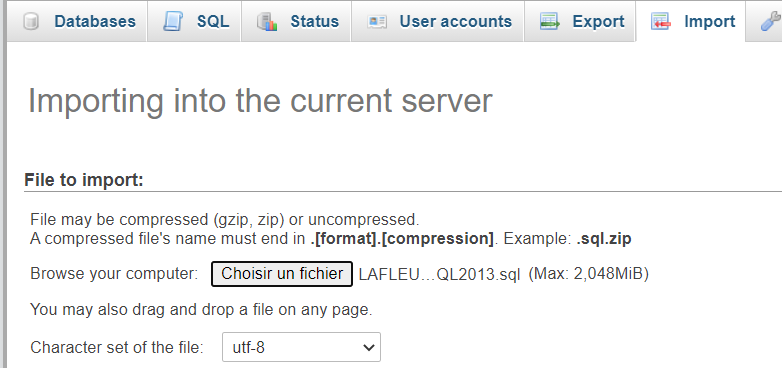 Databases SQL Status User accounts Export Import
Importing into the current server
File to import:
File may be compressed (gzip, zip) or uncompressed.
A compressed file's name must end in .[format].[compression]. Example: .sql.zip
Browse your computer: Choisir un fichier LAFLEU…QL2013.sql (Max: 2,048MiB)
You may also drag and drop a file on any page.
Character set of the file: utf-8